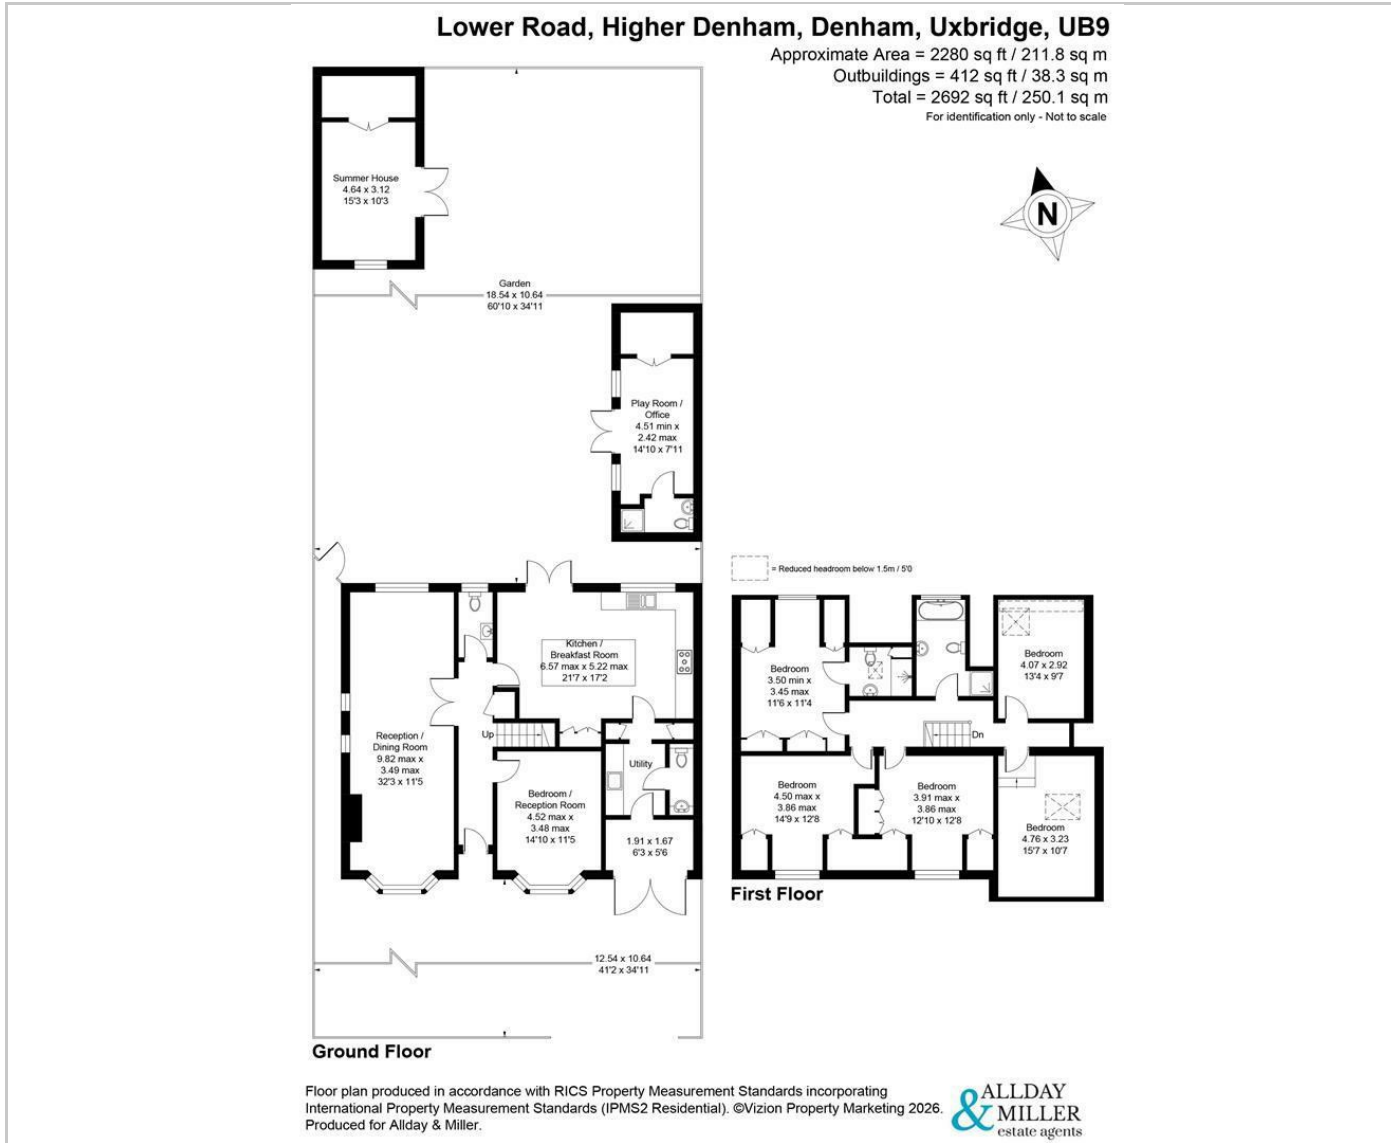 Lower Road, Higher Denham, Denham, Uxbridge, UB9
Approximate Area = 2280 sq ft / 211.8 sq m
Outbuildings = 412 sq ft / 38.3 sq m
Total = 2692 sq ft / 250.1 sq m
For identification only - Not to scale
N
Summer House
4.64 x 3.12
15'3 x 10'3
Garden
18.54 x 10.64
60'10 x 34'11
Play Room /
Office
4.51 min x
2.42 max
14'10 x 7'11
Kitchen /
Breakfast Room
6.57 max x 5.22 max
21'7 x 17'2
Reception /
Dining Room
9.82 max x
3.49 max
32'3 x 11'5
Up
Utility
Bedroom /
Reception Room
4.52 max x
3.48 max
14'10 x 11'5
1.91 x 1.67
6'3 x 5'6
12.54 x 10.64
41'2 x 34'11
Ground Floor
= Reduced headroom below 1.5m / 5'0
Bedroom
3.50 min x
3.45 max
11'6 x 11'4
Bedroom
4.07 x 2.92
13'4 x 9'7
Dn
Bedroom
4.50 max x
3.86 max
14'9 x 12'8
Bedroom
3.91 max x
3.86 max
12'10 x 12'8
Bedroom
4.76 x 3.23
15'7 x 10'7
First Floor
Floor plan produced in accordance with RICS Property Measurement Standards incorporating
International Property Measurement Standards (IPMS2 Residential). ©Vizion Property Marketing 2026.
Produced for Allday & Miller.
ALLDAY
& MILLER
estate agents